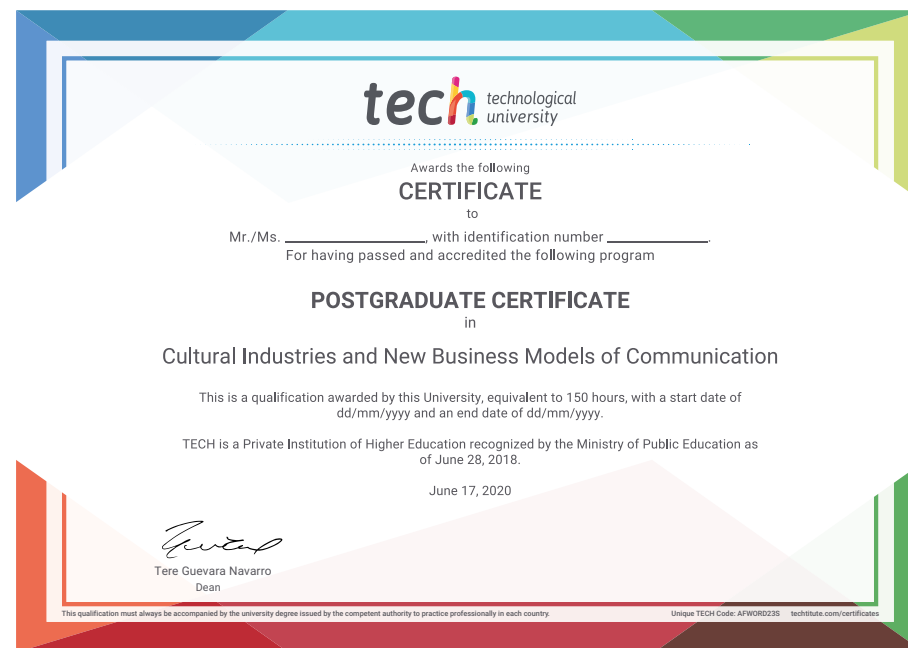 tech technological
university
Awards the following
CERTIFICATE
to
Mr./Ms. ____________________, with identification number ______________.
For having passed and accredited the following program
POSTGRADUATE CERTIFICATE
in
Cultural Industries and New Business Models of Communication
This is a qualification awarded by this University, equivalent to 150 hours, with a start date of
dd/mm/yyyy and an end date of dd/mm/yyyy.
TECH is a Private Institution of Higher Education recognized by the Ministry of Public Education as
of June 28, 2018.
June 17, 2020
Tere Guevara Navarro
Dean
This qualification must always be accompanied by the university degree issued by the competent authority to practice professionally in each country. Unique TECH Code: AFWORD23S techtitute.com/certificates